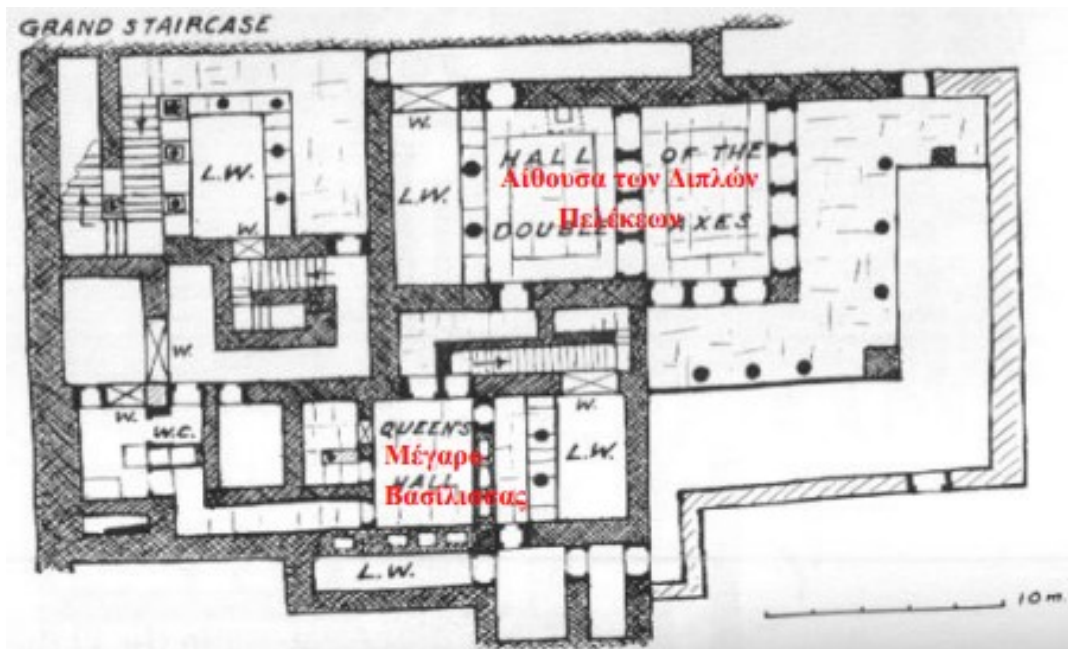 GRAND STAIRCASE
W.
L.W.
W.
HALL OF THE
L.W.
Αίθουσα των Διπλών
Πελέκεων
DOUBLE AXES
W.
W.
W.
W.C.
QUEEN'S
HALL
Μέγαρο
Βασίλισσας
L.W.
L.W.
10 m.